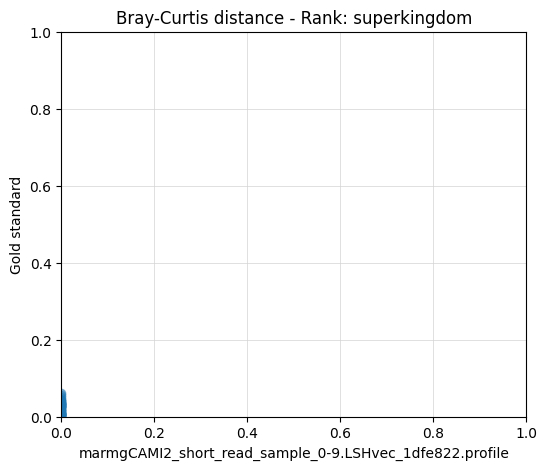 Bray-Curtis distance - Rank: superkingdom
1.0
0.8
0.6
0.4
0.2
0.0
Gold standard
0.0 0.2 0.4 0.6 0.8 1.0
marmgCAMI2_short_read_sample_0-9.LSHvec_1dfe822.profile